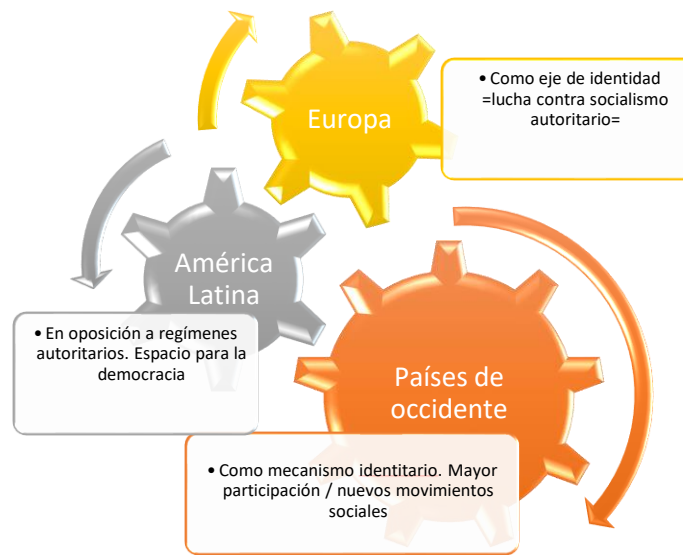 Europa
• Como eje de identidad
=lucha contra socialismo
autoritario=
América
Latina
• En oposición a regímenes
autoritarios. Espacio para la
democracia
Países de
occidente
• Como mecanismo identitario. Mayor
participación / nuevos movimientos
sociales